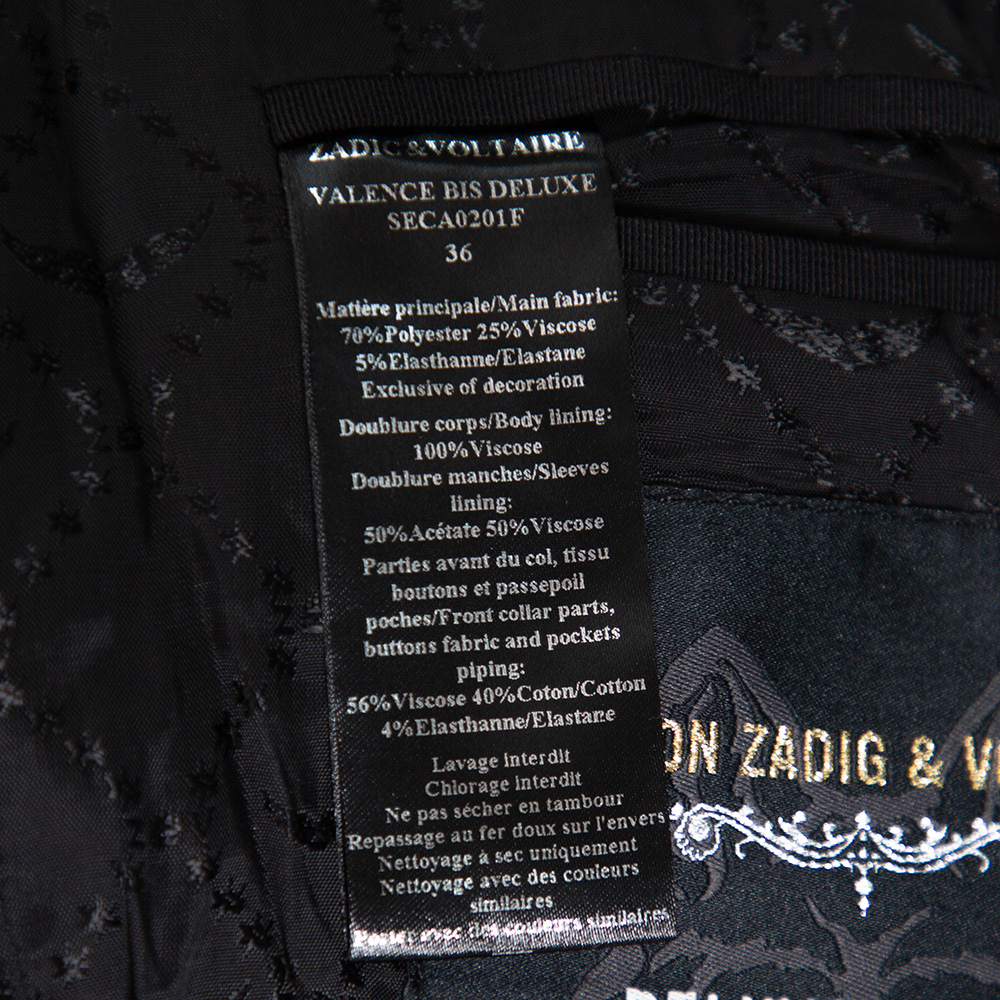 ZADIG&VOLTAIRE
VALENCE BIS DELUXE
SECA0201F
36
Matière principale/Main fabric:
70%Polyester 25%Viscose
5%Elasthanne/Elastane
Exclusive of decoration
Doublure corps/Body lining:
100%Viscose
Doublure manches/Sleeves
lining:
50%Acétate 50%Viscose
Parties avant du col, tissu
boutons et passepoil
poches/Front collar parts,
buttons fabric and pockets
piping:
56%Viscose 40%Coton/Cotton
4%Elasthanne/Elastane
Lavage interdit
Chlorage interdit
Ne pas sécher en tambour
Repassage au fer doux sur l'envers
Nettoyage à sec uniquement
Nettoyage avec des couleurs
similaires
avec des couleurs similaires
ON ZADIG & V